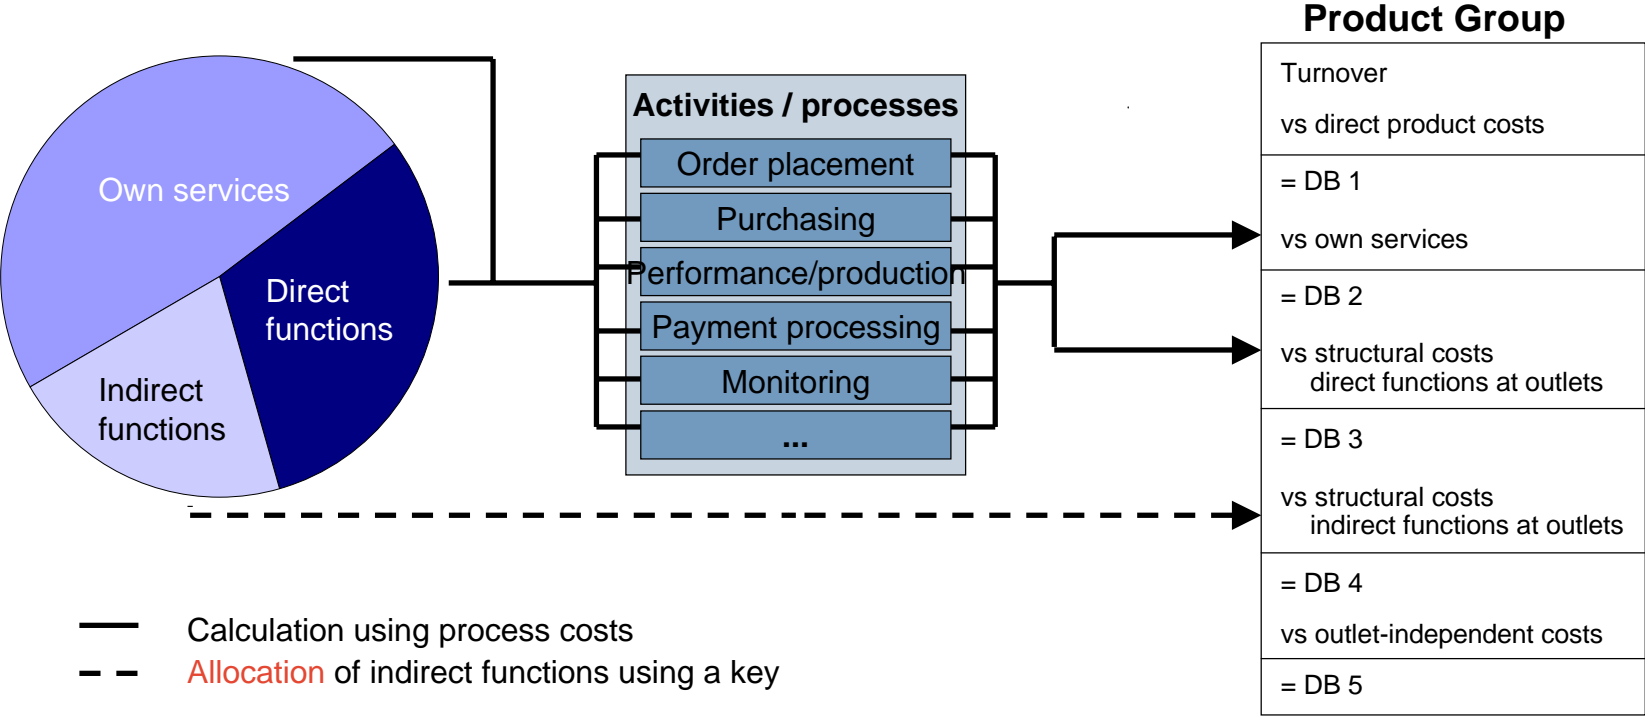 Product Group
Own services
Direct
functions
Indirect
functions
Activities / processes
Order placement
Purchasing
Performance/production
Payment processing
Monitoring
...
Turnover
vs direct product costs
= DB 1
vs own services
= DB 2
vs structural costs
direct functions at outlets
= DB 3
vs structural costs
indirect functions at outlets
= DB 4
vs outlet-independent costs
= DB 5
Calculation using process costs
Allocation of indirect functions using a key